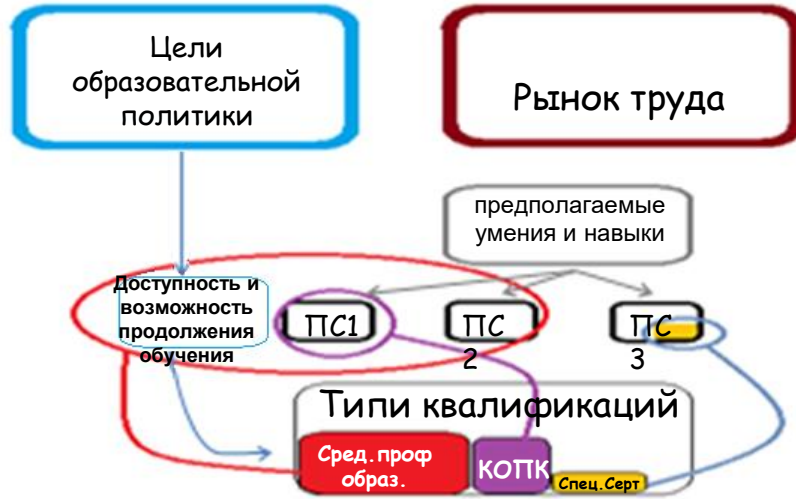 Цели
образовательной
политики
Рынок труда
предполагаемые
умения и навыки
Доступность и
возможность
продолжения
обучения
ПС1
ПС
2
ПС
3
Типи квалификаций
Сред.проф
образ.
КОПК
Спец.Серт